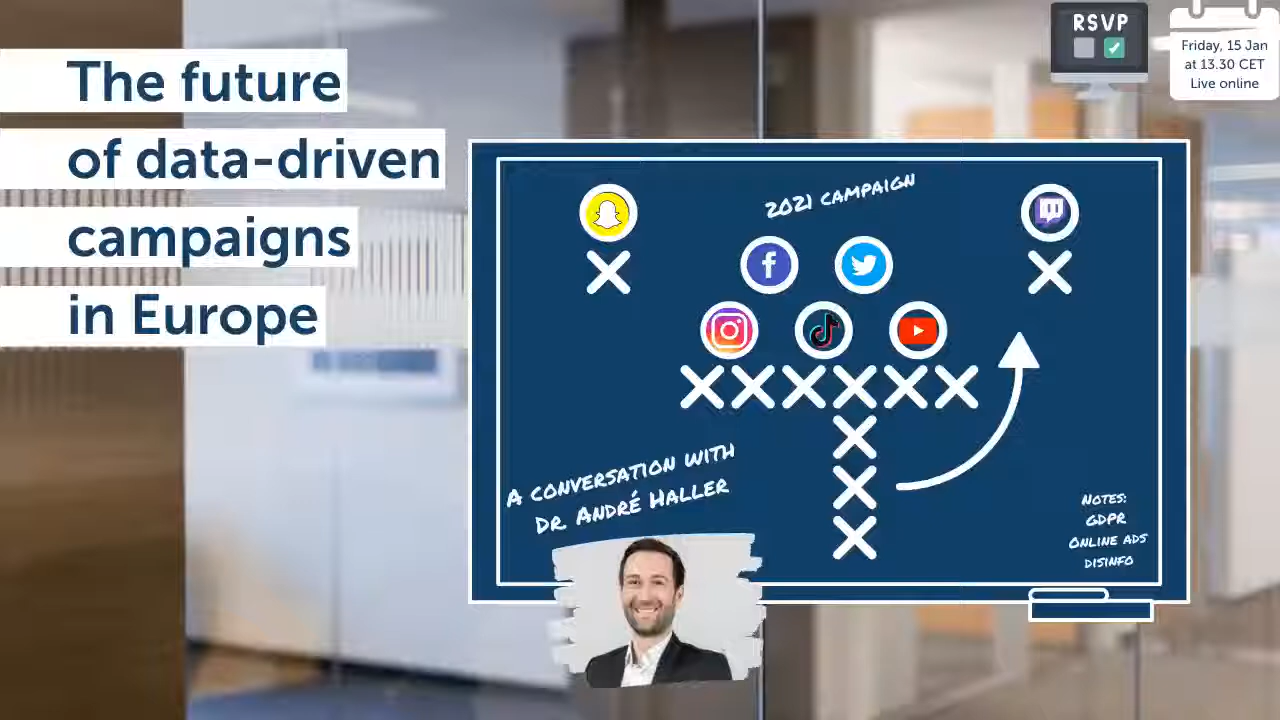 The future
of data-driven
campaigns
in Europe
RSVP
Friday, 15 Jan
at 13.30 CET
Live online
2021 CAMPAIGN
A CONVERSATION WITH
DR. ANDRÉ HALLER
NOTES:
GDPR
ONLINE ADS
DISINFO